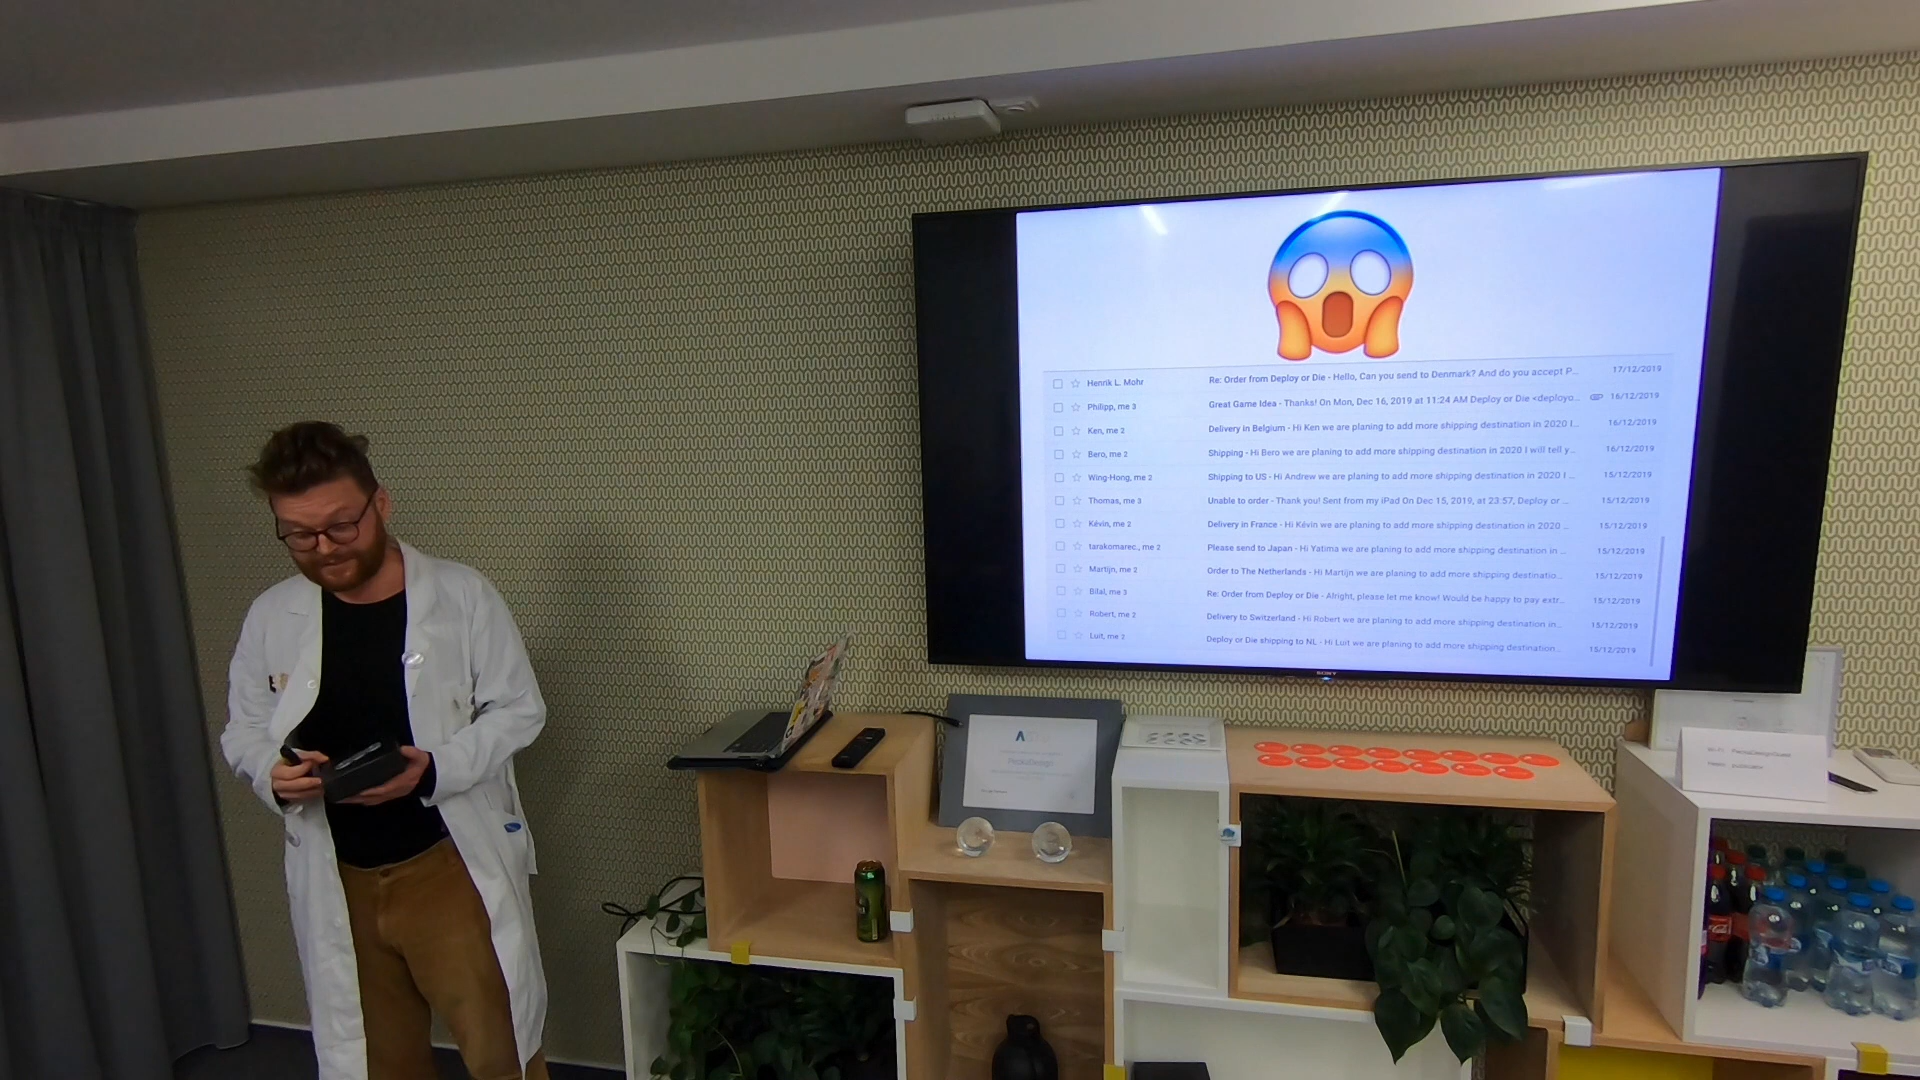 Henrik L. Mohr Re: Order from Deploy or Die - Hello, Can you send to Denmark? And do you accept P... 17/12/2019
Philipp, me 3 Great Game Idea - Thanks! On Mon, Dec 16, 2019 at 11:24 AM Deploy or Die <deployo... 16/12/2019
Ken, me 2 Delivery in Belgium - Hi Ken we are planing to add more shipping destination in 2020 I... 16/12/2019
Bero, me 2 Shipping - Hi Bero we are planing to add more shipping destination in 2020 I will tell y... 16/12/2019
Wing-Hong, me 2 Shipping to US - Hi Andrew we are planing to add more shipping destination in 2020 I ... 15/12/2019
Thomas, me 3 Unable to order - Thank you! Sent from my iPad On Dec 15, 2019, at 23:57, Deploy or ... 15/12/2019
Kévin, me 2 Delivery in France - Hi Kévin we are planing to add more shipping destination in 2020 ... 15/12/2019
tarakomarec., me 2 Please send to Japan - Hi Yatima we are planing to add more shipping destination in ... 15/12/2019
Martijn, me 2 Order to The Netherlands - Hi Martijn we are planing to add more shipping destinatio... 15/12/2019
Bilal, me 3 Re: Order from Deploy or Die - Alright, please let me know! Would be happy to pay extr... 15/12/2019
Robert, me 2 Delivery to Switzerland - Hi Robert we are planing to add more shipping destination in... 15/12/2019
Luit, me 2 Deploy or Die shipping to NL - Hi Luit we are planing to add more shipping destination... 15/12/2019
SONY